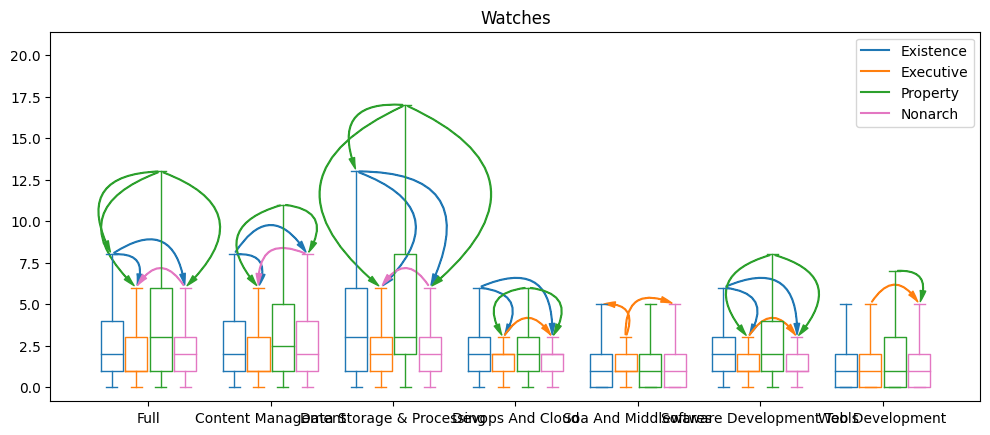 Watches
20.0
17.5
15.0
12.5
10.0
7.5
5.0
2.5
0.0
Existence
Executive
Property
Nonarch
Full Content Management Data Storage & Processing Devops And Cloud Soa And Middlewares Software Development Tools Web Development